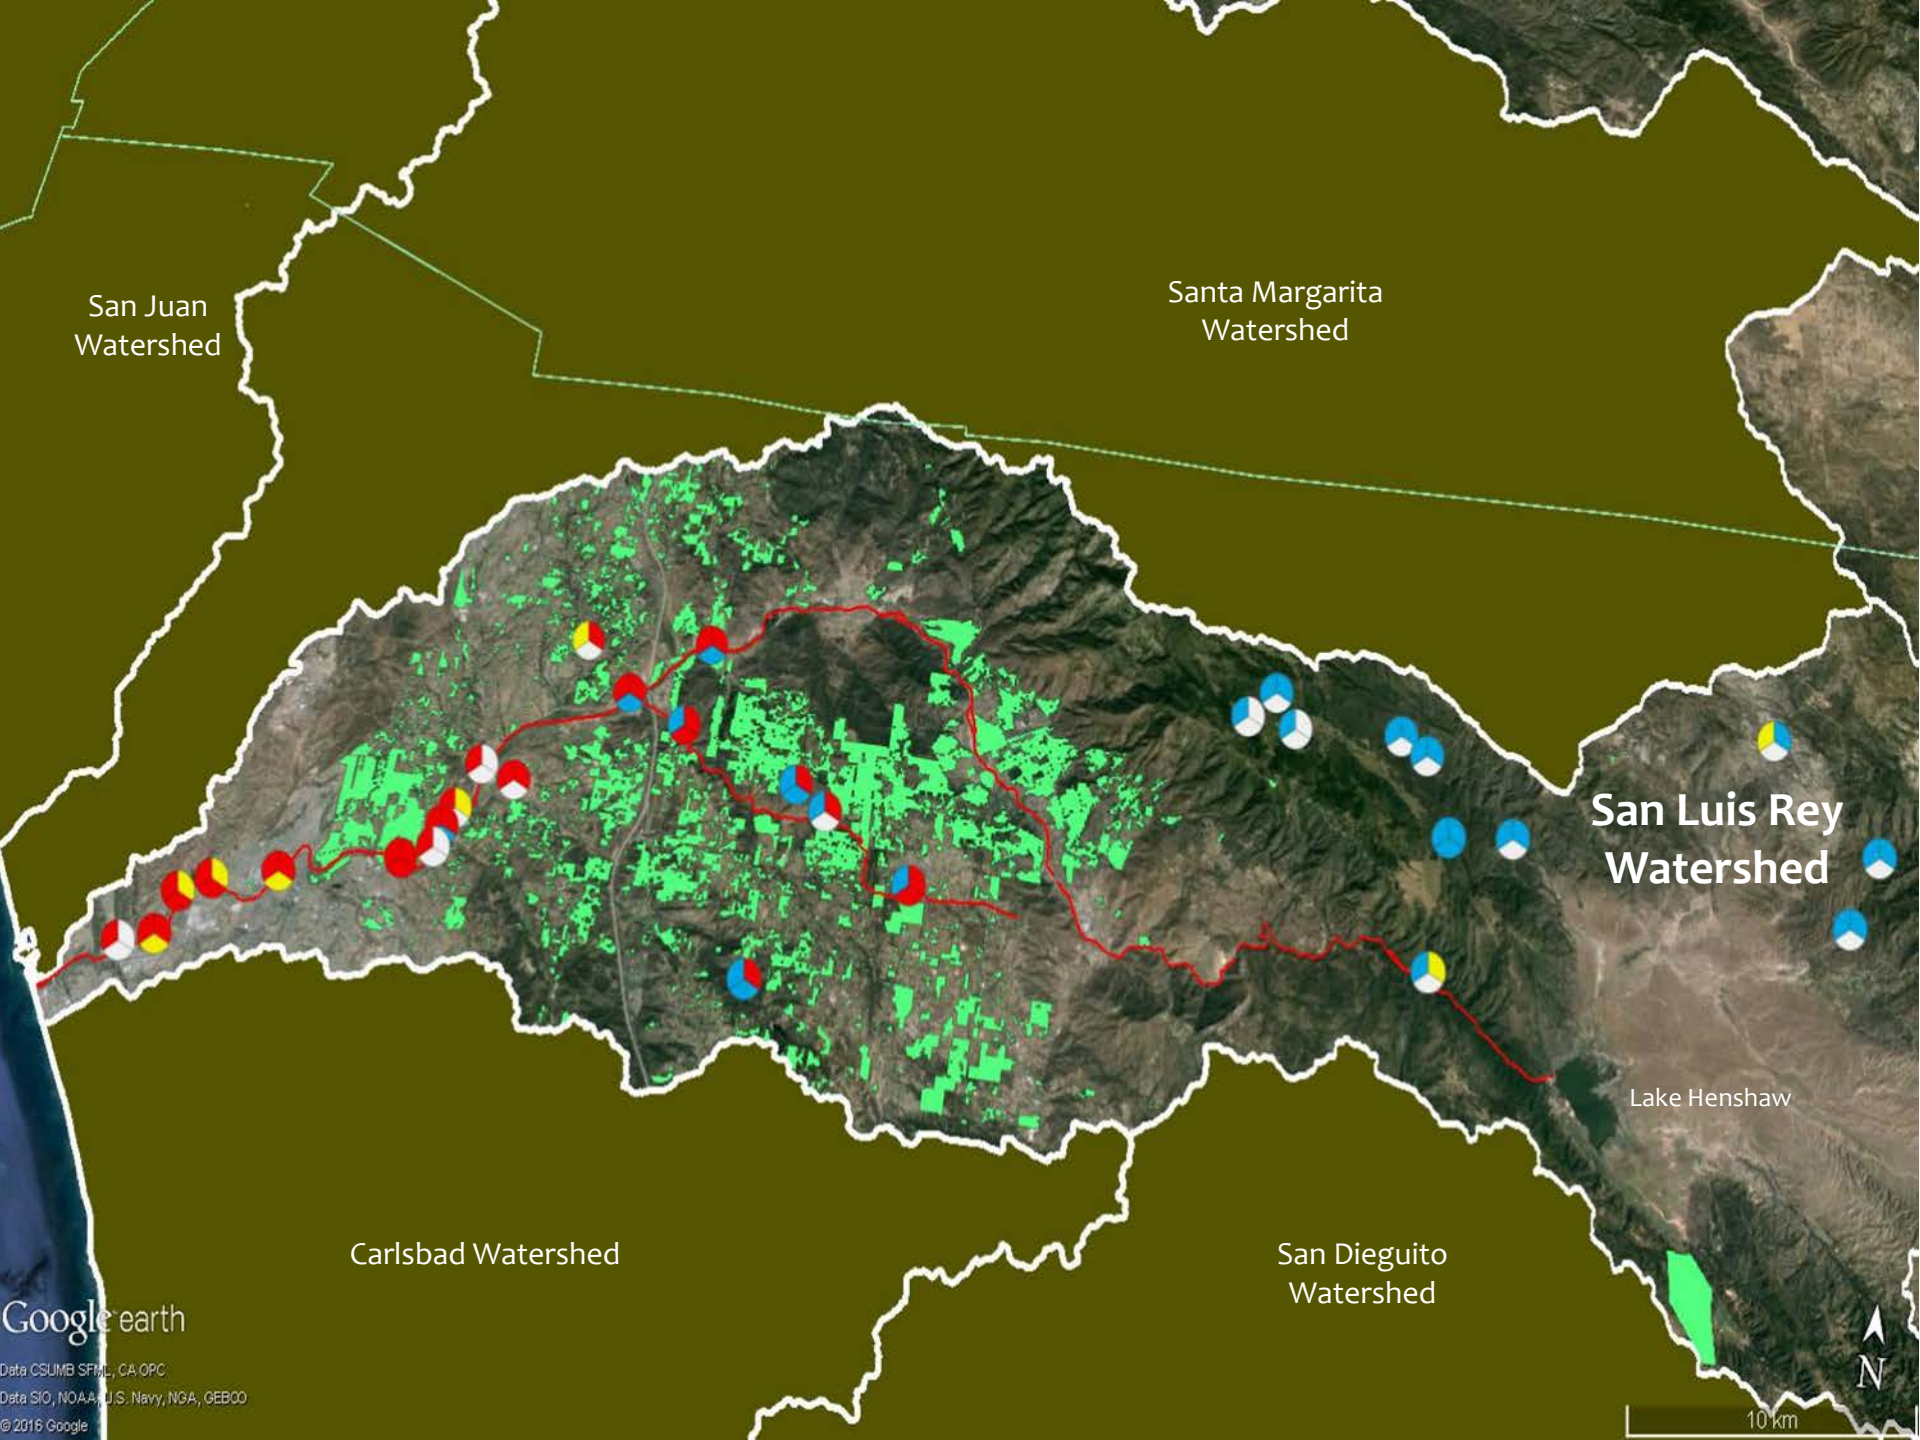 San Juan
Watershed
Santa Margarita
Watershed
San Luis Rey
Watershed
Lake Henshaw
Carlsbad Watershed
San Dieguito
Watershed
Google earth
Data CSUMB SFML, CA OPC
Data SIO, NOAA, U.S. Navy, NGA, GEBCO
© 2016 Google
N
10 km